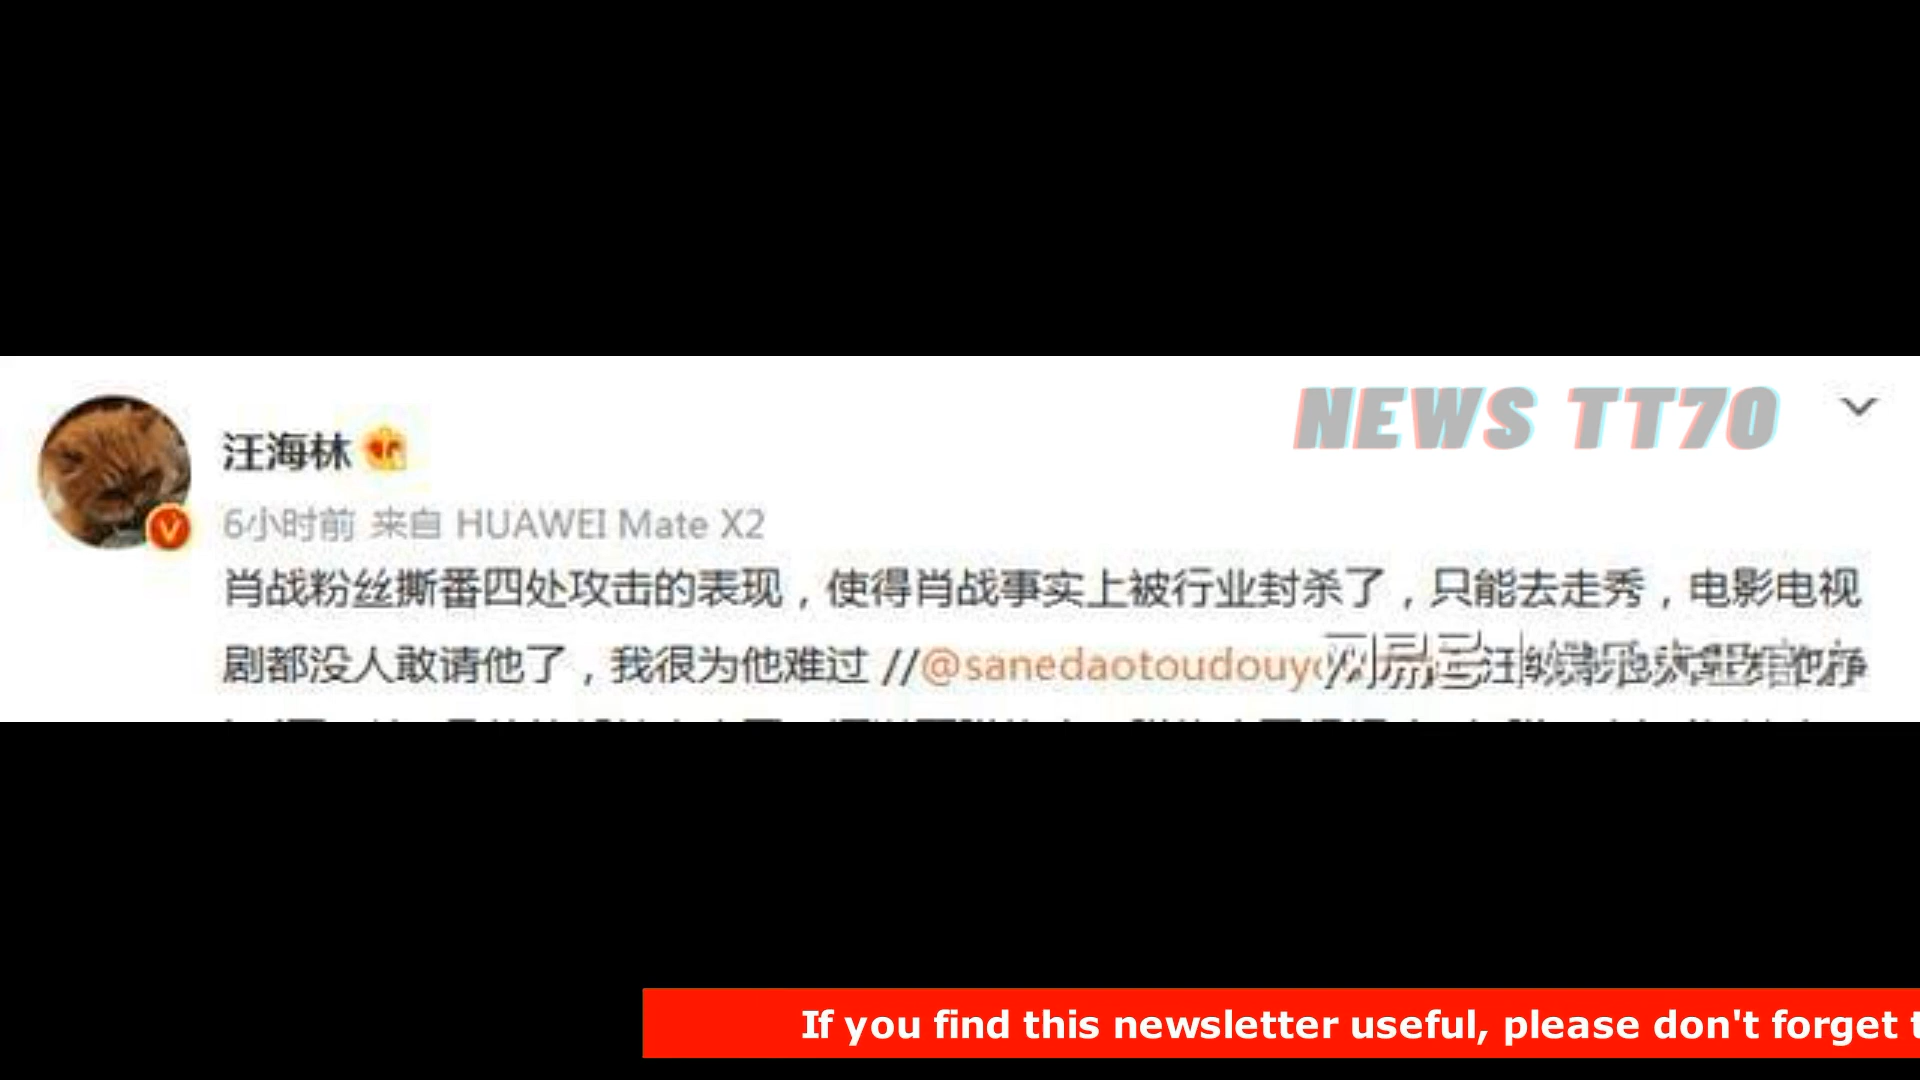 NEWS TT70
汪海林
6小时前 来自 HUAWEI Mate X2
肖战粉丝撕番四处攻击的表现，使得肖战事实上被行业封杀了，只能去走秀，电影电视
剧都没人敢请他了，我很为他难过 //@sanedaotoudouy
网易号
If you find this newsletter useful, please don't forget